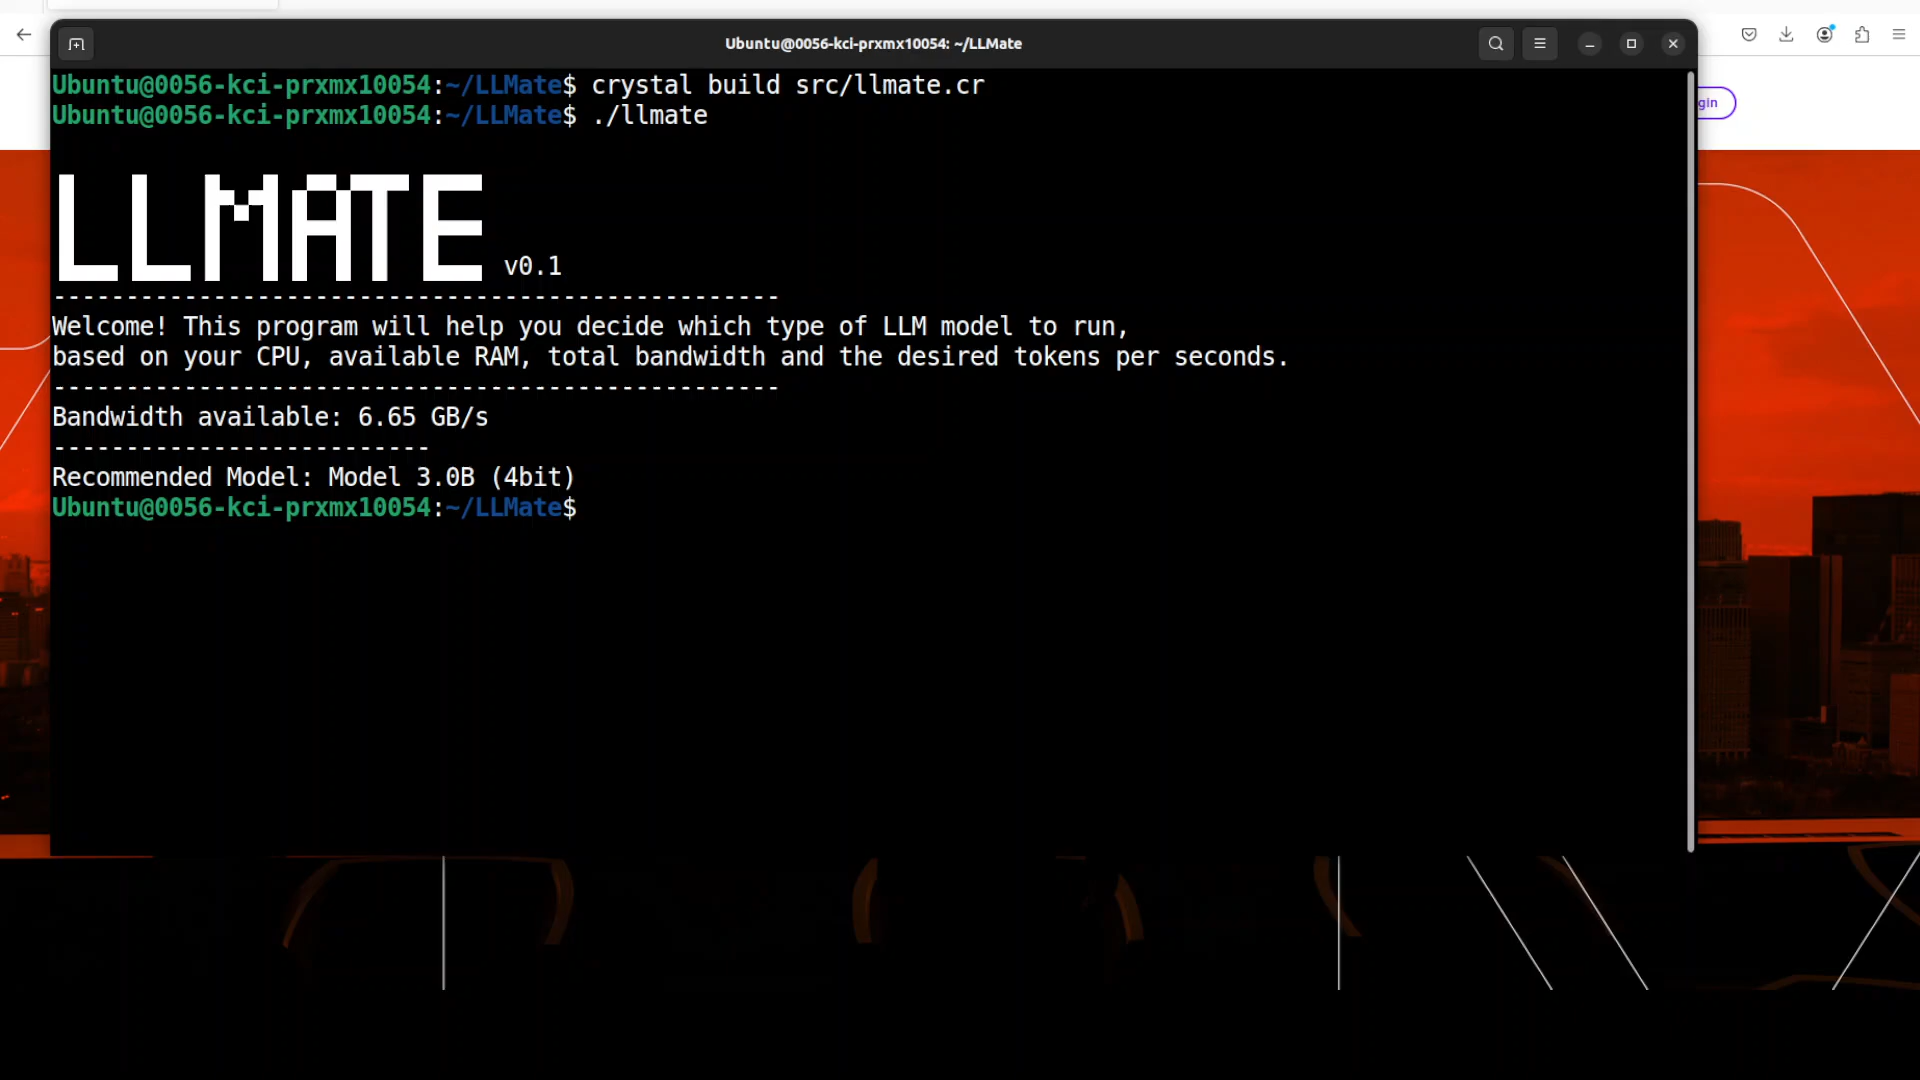 Ubuntu@0056-kci-prxmx10054: ~/LLMate
Ubuntu@0056-kci-prxmx10054:~/LLMate$ crystal build src/llmate.cr
Ubuntu@0056-kci-prxmx10054:~/LLMate$ ./llmate
LLMATE v0.1
--------------------------------------------------
Welcome! This program will help you decide which type of LLM model to run,
based on your CPU, available RAM, total bandwidth and the desired tokens per seconds.
--------------------------------------------------
Bandwidth available: 6.65 GB/s
--------------------------
Recommended Model: Model 3.0B (4bit)
Ubuntu@0056-kci-prxmx10054:~/LLMate$
gin